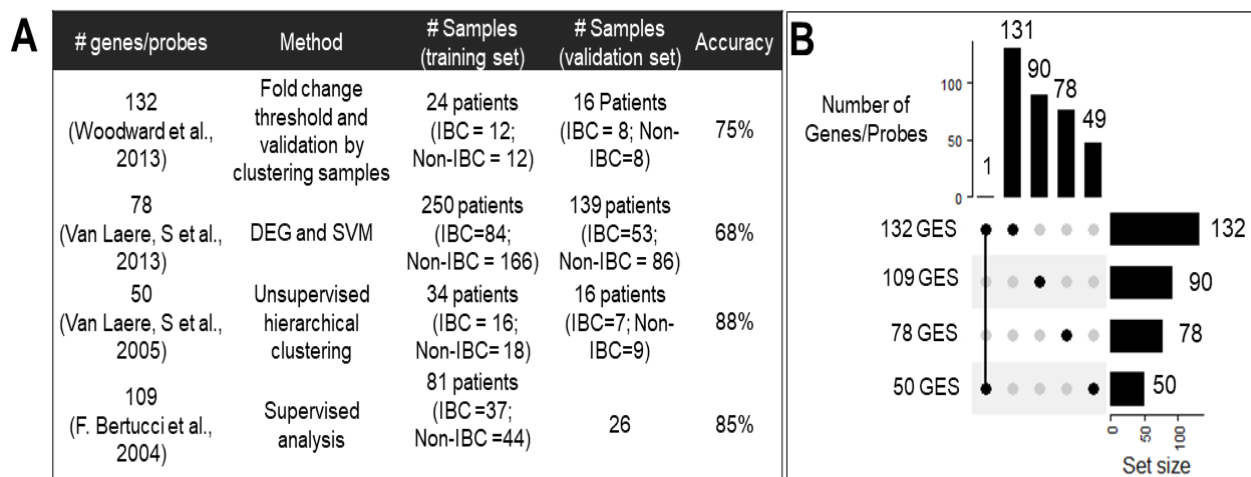 A
# genes/probes Method # Samples (training set) # Samples (validation set) Accuracy
132 (Woodward et al., 2013) Fold change threshold and validation by clustering samples 24 patients (IBC = 12; Non-IBC = 12) 16 Patients (IBC = 8; Non-IBC=8) 75%
78 (Van Laere, S et al., 2013) DEG and SVM 250 patients (IBC=84; Non-IBC = 166) 139 patients (IBC=53; Non-IBC = 86) 68%
50 (Van Laere, S et al., 2005) Unsupervised hierarchical clustering 34 patients (IBC = 16; Non-IBC= 18) 16 patients (IBC=7; Non-IBC=9) 88%
109 (F. Bertucci et al., 2004) Supervised analysis 81 patients (IBC =37; Non-IBC =44) 26 85%
B
Number of Genes/Probes
100
50
0
1 131 90 78 49
132 GES 132
109 GES 90
78 GES 78
50 GES 50
0 50 100
Set size